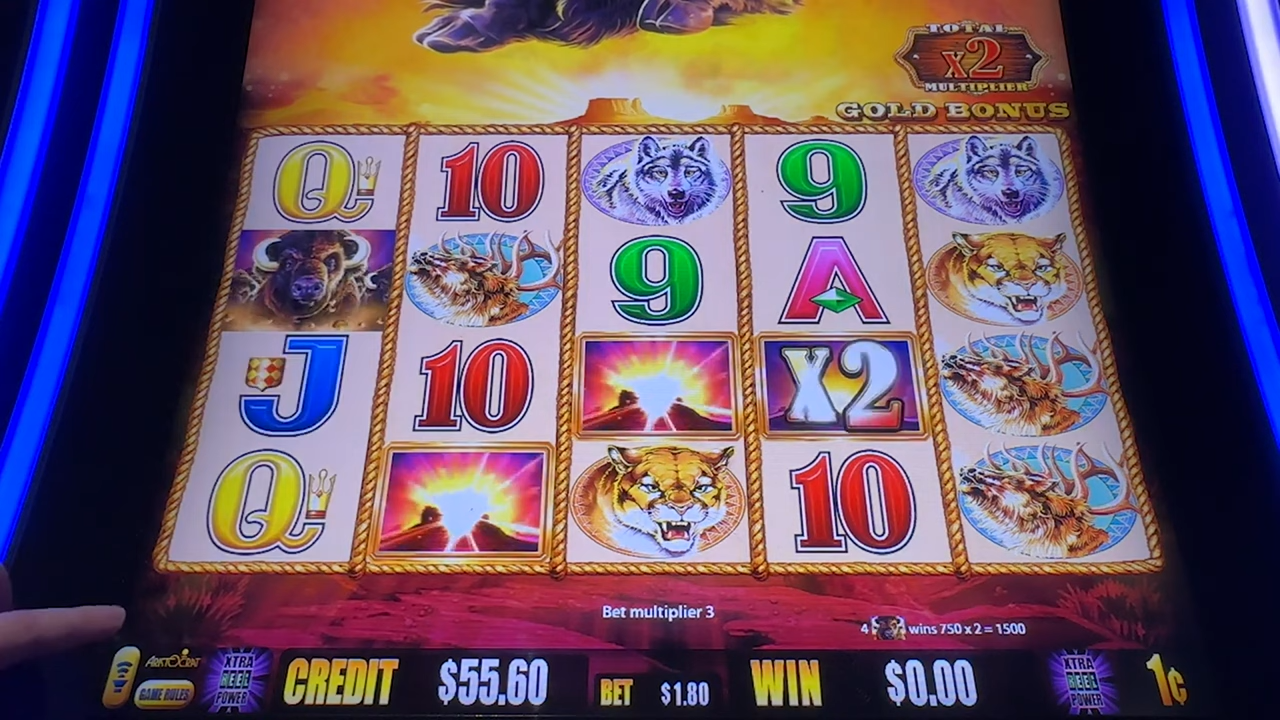 TOTAL
x2
MULTIPLIER
GOLD BONUS
Q 10 9
9 A
J 10 X2
Q 10
Bet multiplier 3
4 wins 750 x 2 = 1500
ARISTOCRAT
GAME RULES
XTRA
REEL
POWER
CREDIT $55.60
BET $1.80
WIN $0.00
XTRA
REEL
POWER
1¢